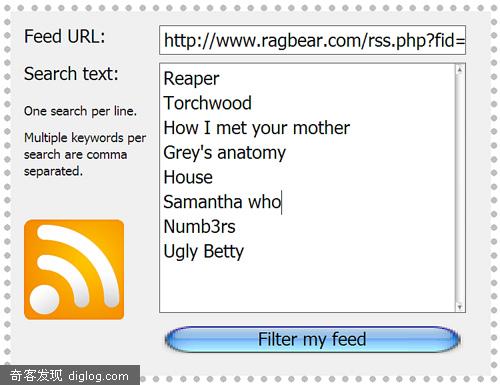 Feed URL:
http://www.ragbear.com/rss.php?fid=
Search text:
Reaper
Torchwood
How I met your mother
Grey's anatomy
House
Samantha who
Numb3rs
Ugly Betty
One search per line.
Multiple keywords per
search are comma
separated.
Filter my feed
奇客发现 diglog.com